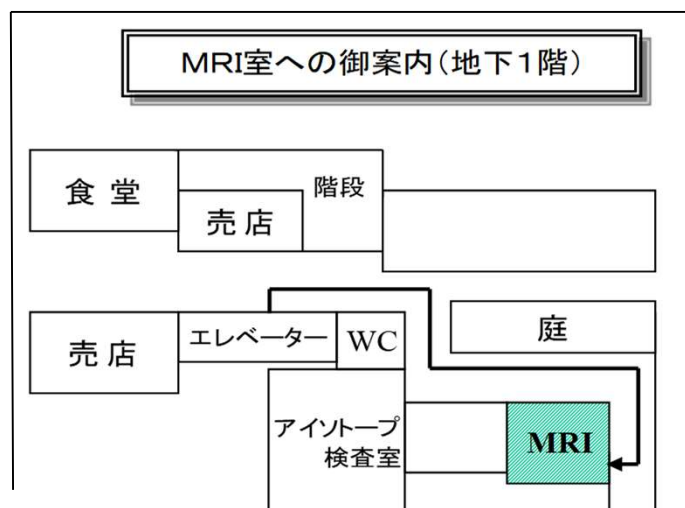 MRI室への御案内(地下1階)
食 堂
階段
売 店
エレベーター
WC
庭
売 店
アイソトープ
検査室
MRI